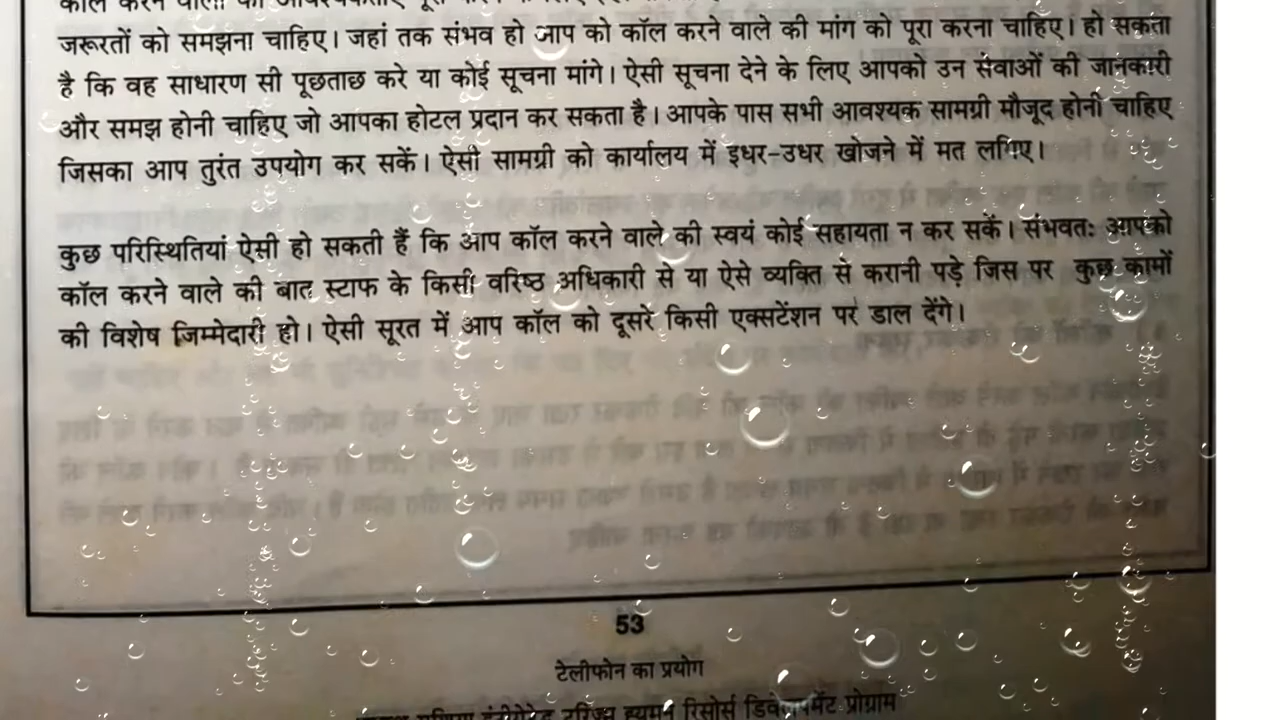 जरूरतों को समझना चाहिए। जहां तक संभव हो आप को कॉल करने वाले की मांग को पूरा करना चाहिए। हो सकता
है कि वह साधारण सी पूछताछ करे या कोई सूचना मांगे। ऐसी सूचना देने के लिए आपको उन सेवाओं की जानकारी
और समझ होनी चाहिए जो आपका होटल प्रदान कर सकता है। आपके पास सभी आवश्यक सामग्री मौजूद होनी चाहिए
जिसका आप तुरंत उपयोग कर सकें। ऐसी सामग्री को कार्यालय में इधर-उधर खोजने में मत लगिए।
कुछ परिस्थितियां ऐसी हो सकती हैं कि आप कॉल करने वाले की स्वयं कोई सहायता न कर सकें। संभवतः आपको
कॉल करने वाले की बात स्टाफ के किसी वरिष्ठ अधिकारी से या ऐसे व्यक्ति से करानी पड़े जिस पर कुछ कामों
की विशेष जिम्मेदारी हो। ऐसी सूरत में आप कॉल को दूसरे किसी एक्सटेंशन पर डाल देंगे।
53
टेलीफोन का प्रयोग
इंटीग्रेटेड टूरिज्म ह्यूमन रिसोर्स डिवेलपमेंट प्रोग्राम